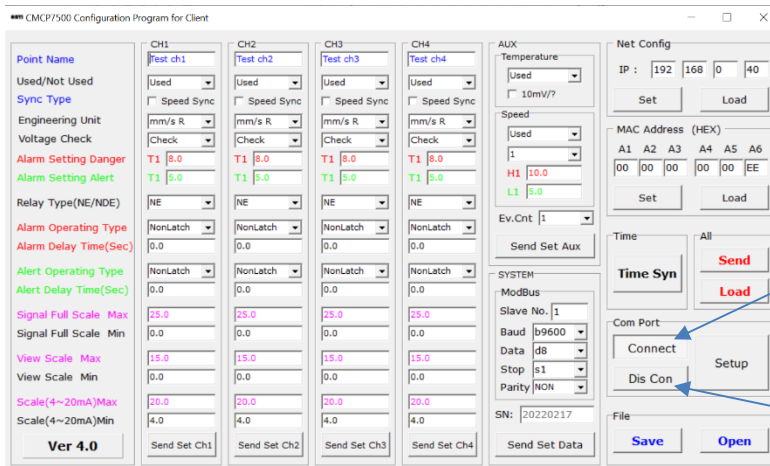 CMCP7500 Configuration Program for Client
CH1 CH2 CH3 CH4
Point Name Test ch1 Test ch2 Test ch3 Test ch4
Used/Not Used Used Used Used Used
Sync Type Speed Sync Speed Sync Speed Sync Speed Sync
Engineering Unit mm/s R mm/s R mm/s R mm/s R
Voltage Check Check Check Check Check
Alarm Setting Danger T1 8.0 T1 8.0 T1 8.0 T1 8.0
Alarm Setting Alert T1 5.0 T1 5.0 T1 5.0 T1 5.0
Relay Type(NE/NDE) NE NE NE NE
Alarm Operating Type NonLatch NonLatch NonLatch NonLatch
Alarm Delay Time(Sec) 0.0 0.0 0.0 0.0
Alert Operating Type NonLatch NonLatch NonLatch NonLatch
Alert Delay Time(Sec) 0.0 0.0 0.0 0.0
Signal Full Scale Max 25.0 25.0 25.0 25.0
Signal Full Scale Min 0.0 0.0 0.0 0.0
View Scale Max 15.0 15.0 15.0 15.0
View Scale Min 0.0 0.0 0.0 0.0
Scale(4~20mA)Max 20.0 20.0 20.0 20.0
Scale(4~20mA)Min 4.0 4.0 4.0 4.0
Ver 4.0 Send Set Ch1 Send Set Ch2 Send Set Ch3 Send Set Ch4
AUX
Temperature
Used
10mV/?
Speed
Used
1
H1 10.0
L1 5.0
Ev.Cnt 1
Send Set Aux
SYSTEM
ModBus
Slave No. 1
Baud b9600
Data d8
Stop s1
Parity NON
SN: 20220217
Send Set Data
Net Config
IP : 192 168 0 40
Set Load
MAC Address (HEX)
A1 A2 A3 A4 A5 A6
00 00 00 00 00 EE
Set Load
Time All
Time Syn Send
Load
Com Port
Connect
Setup
Dis Con
File
Save Open